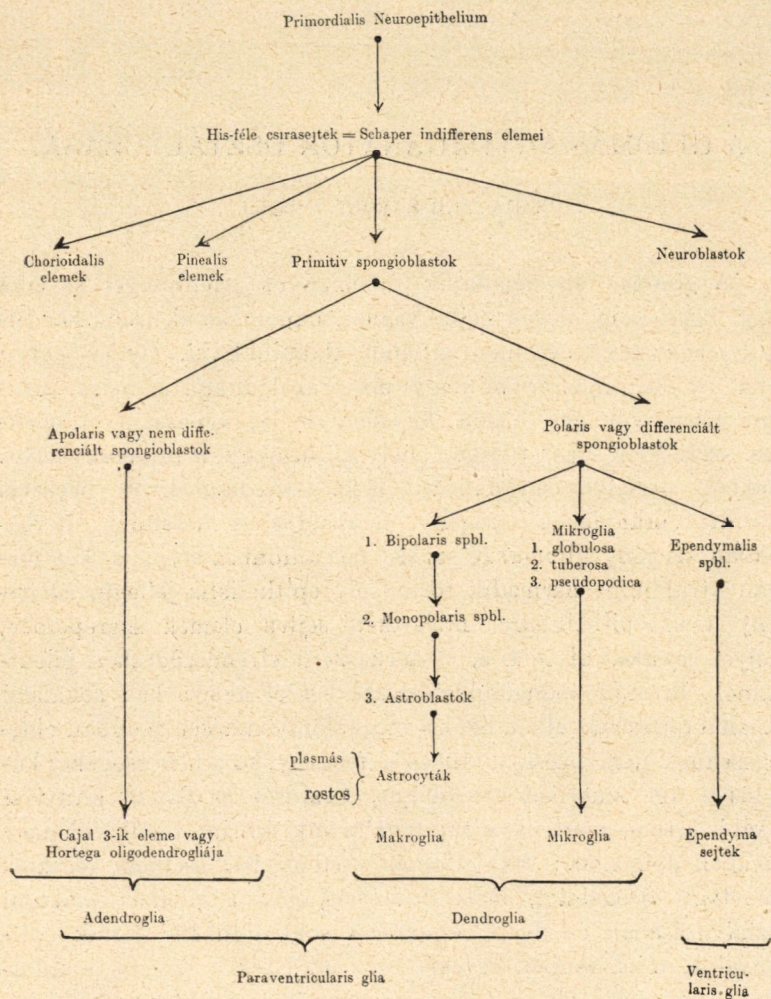 Primordialis Neuroepithelium
His-féle csirasejtek = Schaper indifferens elemei
Chorioidalis
elemek
Pinealis
elemek
Primitiv spongioblastok
Neuroblastok
Apolaris vagy nem diffe-
renciált spongioblastok
Polaris vagy differenciált
spongioblastok
1. Bipolaris spbl.
Mikroglia
1. globulosa
2. tuberosa
3. pseudopodica
Ependymalis
spbl.
2. Monopolaris spbl.
3. Astroblastok
plasmás
rostos
Astrocyták
Cajal 3-ik eleme vagy
Hortega oligodendrogliája
Makroglia
Mikroglia
Ependyma
sejtek
Adendroglia
Dendroglia
Paraventricularis glia
Ventricu-
laris glia